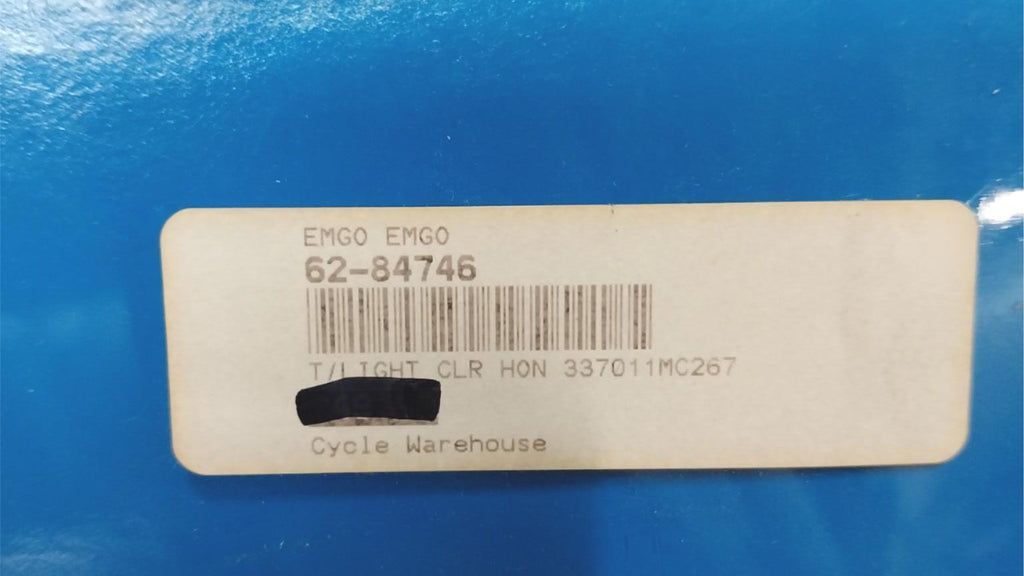 EMGO EMGO
62-84746
T/LIGHT CLR HON 337011MC267
Cycle Warehouse